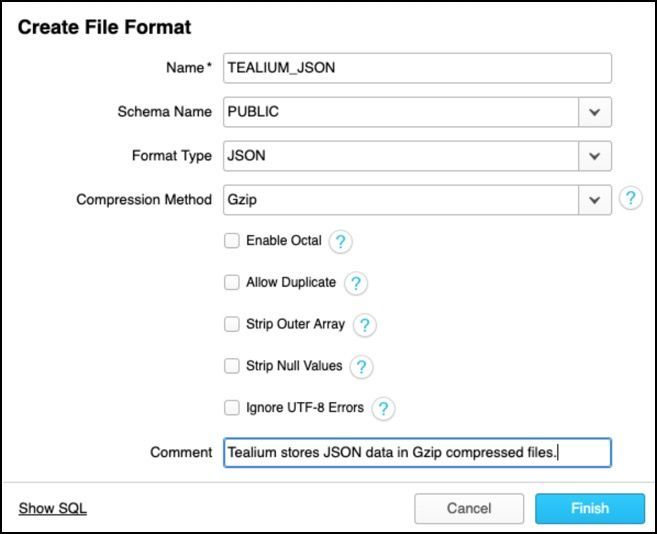 Create File Format
Name* TEALIUM_JSON
Schema Name PUBLIC
Format Type JSON
Compression Method Gzip ?
Enable Octal ?
Allow Duplicate ?
Strip Outer Array ?
Strip Null Values ?
Ignore UTF-8 Errors ?
Comment Tealium stores JSON data in Gzip compressed files.
Show SQL Cancel Finish